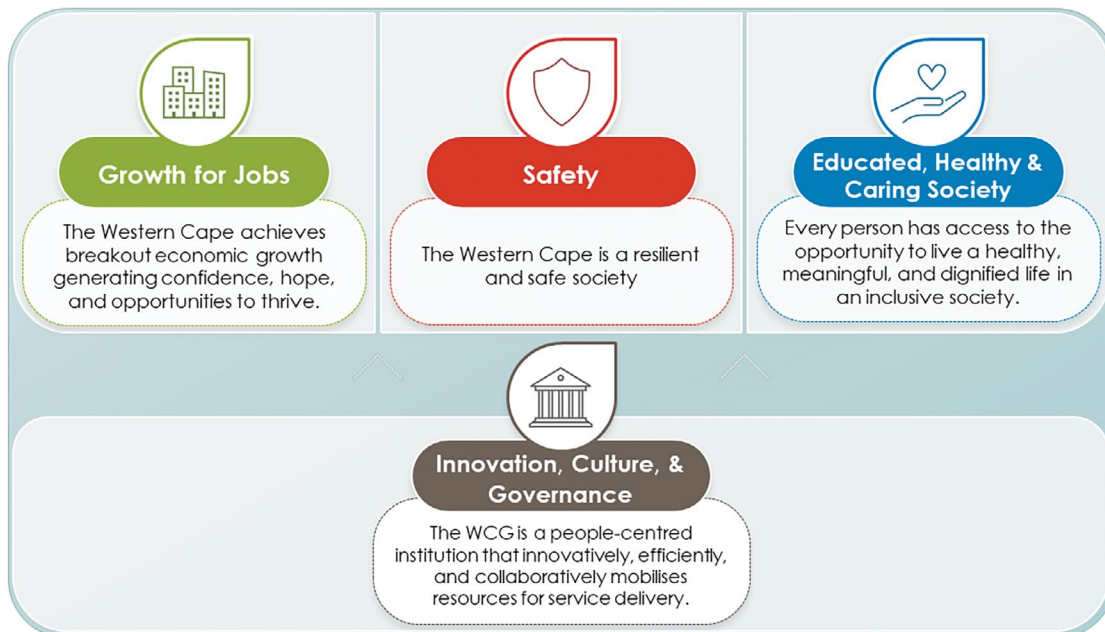 Growth for Jobs
The Western Cape achieves
breakout economic growth
generating confidence, hope,
and opportunities to thrive.
Safety
The Western Cape is a resilient
and safe society
Educated, Healthy &
Caring Society
Every person has access to the
opportunity to live a healthy,
meaningful, and dignified life in
an inclusive society.
Innovation, Culture, &
Governance
The WCG is a people-centred
institution that innovatively, efficiently,
and collaboratively mobilises
resources for service delivery.